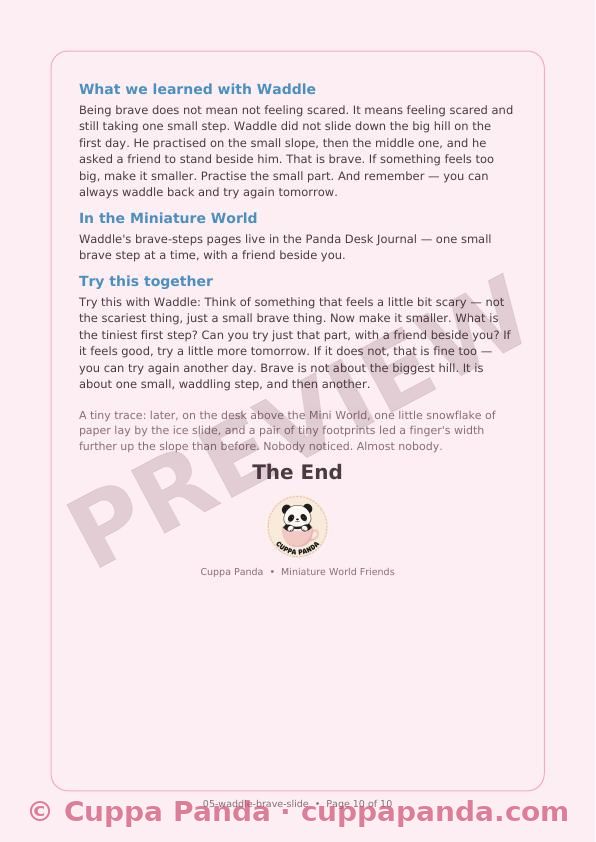 What we learned with Waddle
Being brave does not mean not feeling scared. It means feeling scared and
still taking one small step. Waddle did not slide down the big hill on the
first day. He practised on the small slope, then the middle one, and he
asked a friend to stand beside him. That is brave. If something feels too
big, make it smaller. Practise the small part. And remember — you can
always waddle back and try again tomorrow.
In the Miniature World
Waddle's brave-steps pages live in the Panda Desk Journal — one small
brave step at a time, with a friend beside you.
Try this together
Try this with Waddle: Think of something that feels a little bit scary — not
the scariest thing, just a small brave thing. Now make it smaller. What is
the tiniest first step? Can you try just that part, with a friend beside you? If
it feels good, try a little more tomorrow. If it does not, that is fine too —
you can try again another day. Brave is not about the biggest hill. It is
about one small, waddling step, and then another.
A tiny trace: later, on the desk above the Mini World, one little snowflake of
paper lay by the ice slide, and a pair of tiny footprints led a finger's width
further up the slope than before. Nobody noticed. Almost nobody.
PREVIEW
The End
CUPPA PANDA
Cuppa Panda • Miniature World Friends
05-waddle-brave-slide • Page 10 of 10
© Cuppa Panda · cuppapanda.com